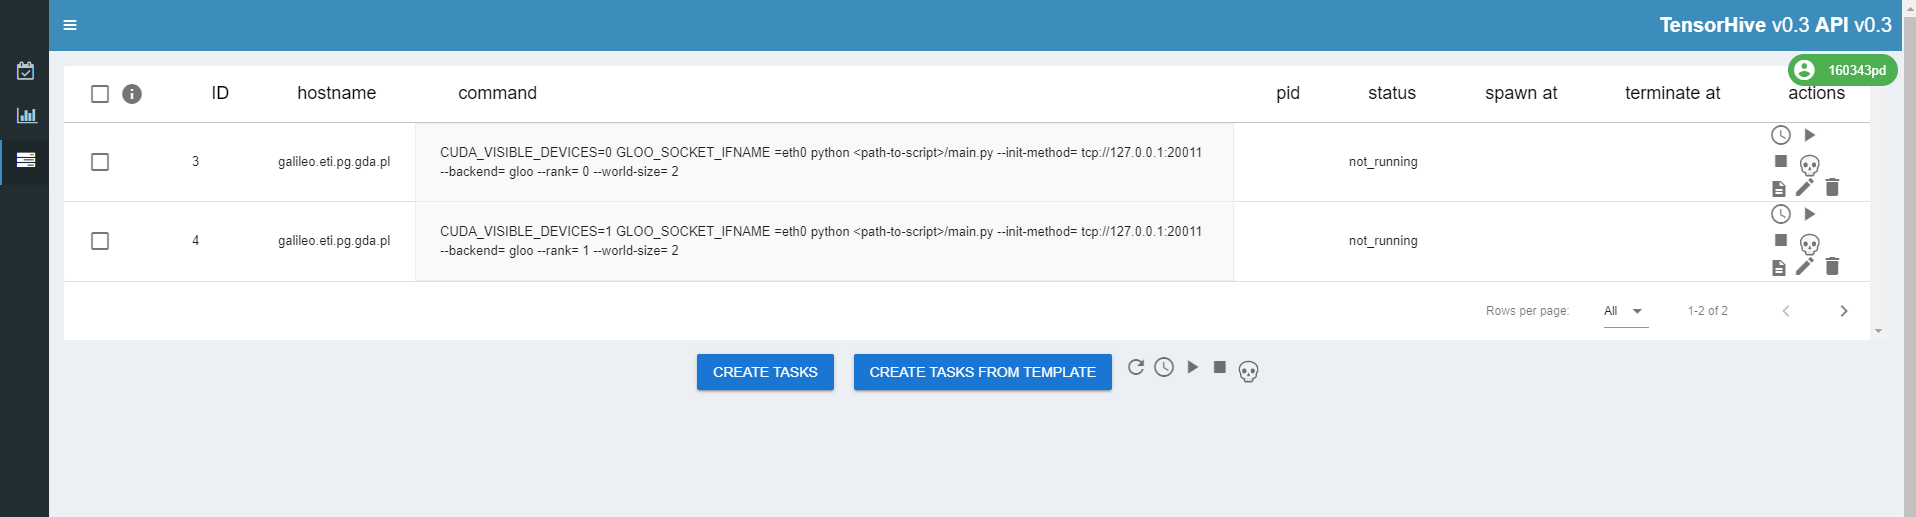 TensorHive v0.3 API v0.3
160343pd
ID hostname command pid status spawn at terminate at actions
3 galileo.eti.pg.gda.pl CUDA_VISIBLE_DEVICES=0 GLOO_SOCKET_IFNAME =eth0 python <path-to-script>/main.py --init-method= tcp://127.0.0.1:20011 not_running
--backend= gloo --rank= 0 --world-size= 2
4 galileo.eti.pg.gda.pl CUDA_VISIBLE_DEVICES=1 GLOO_SOCKET_IFNAME =eth0 python <path-to-script>/main.py --init-method= tcp://127.0.0.1:20011 not_running
--backend= gloo --rank= 1 --world-size= 2
Rows per page: All 1-2 of 2
CREATE TASKS CREATE TASKS FROM TEMPLATE